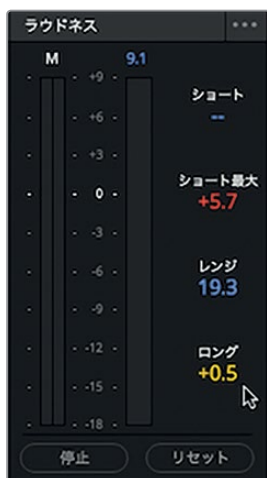 ラウドネス •••
M 9.1
+9
+6
+3
0
-3
-6
-9
-12
-15
-18
ショート
--
ショート最大
+5.7
レンジ
19.3
ロング
+0.5
停止 リセット